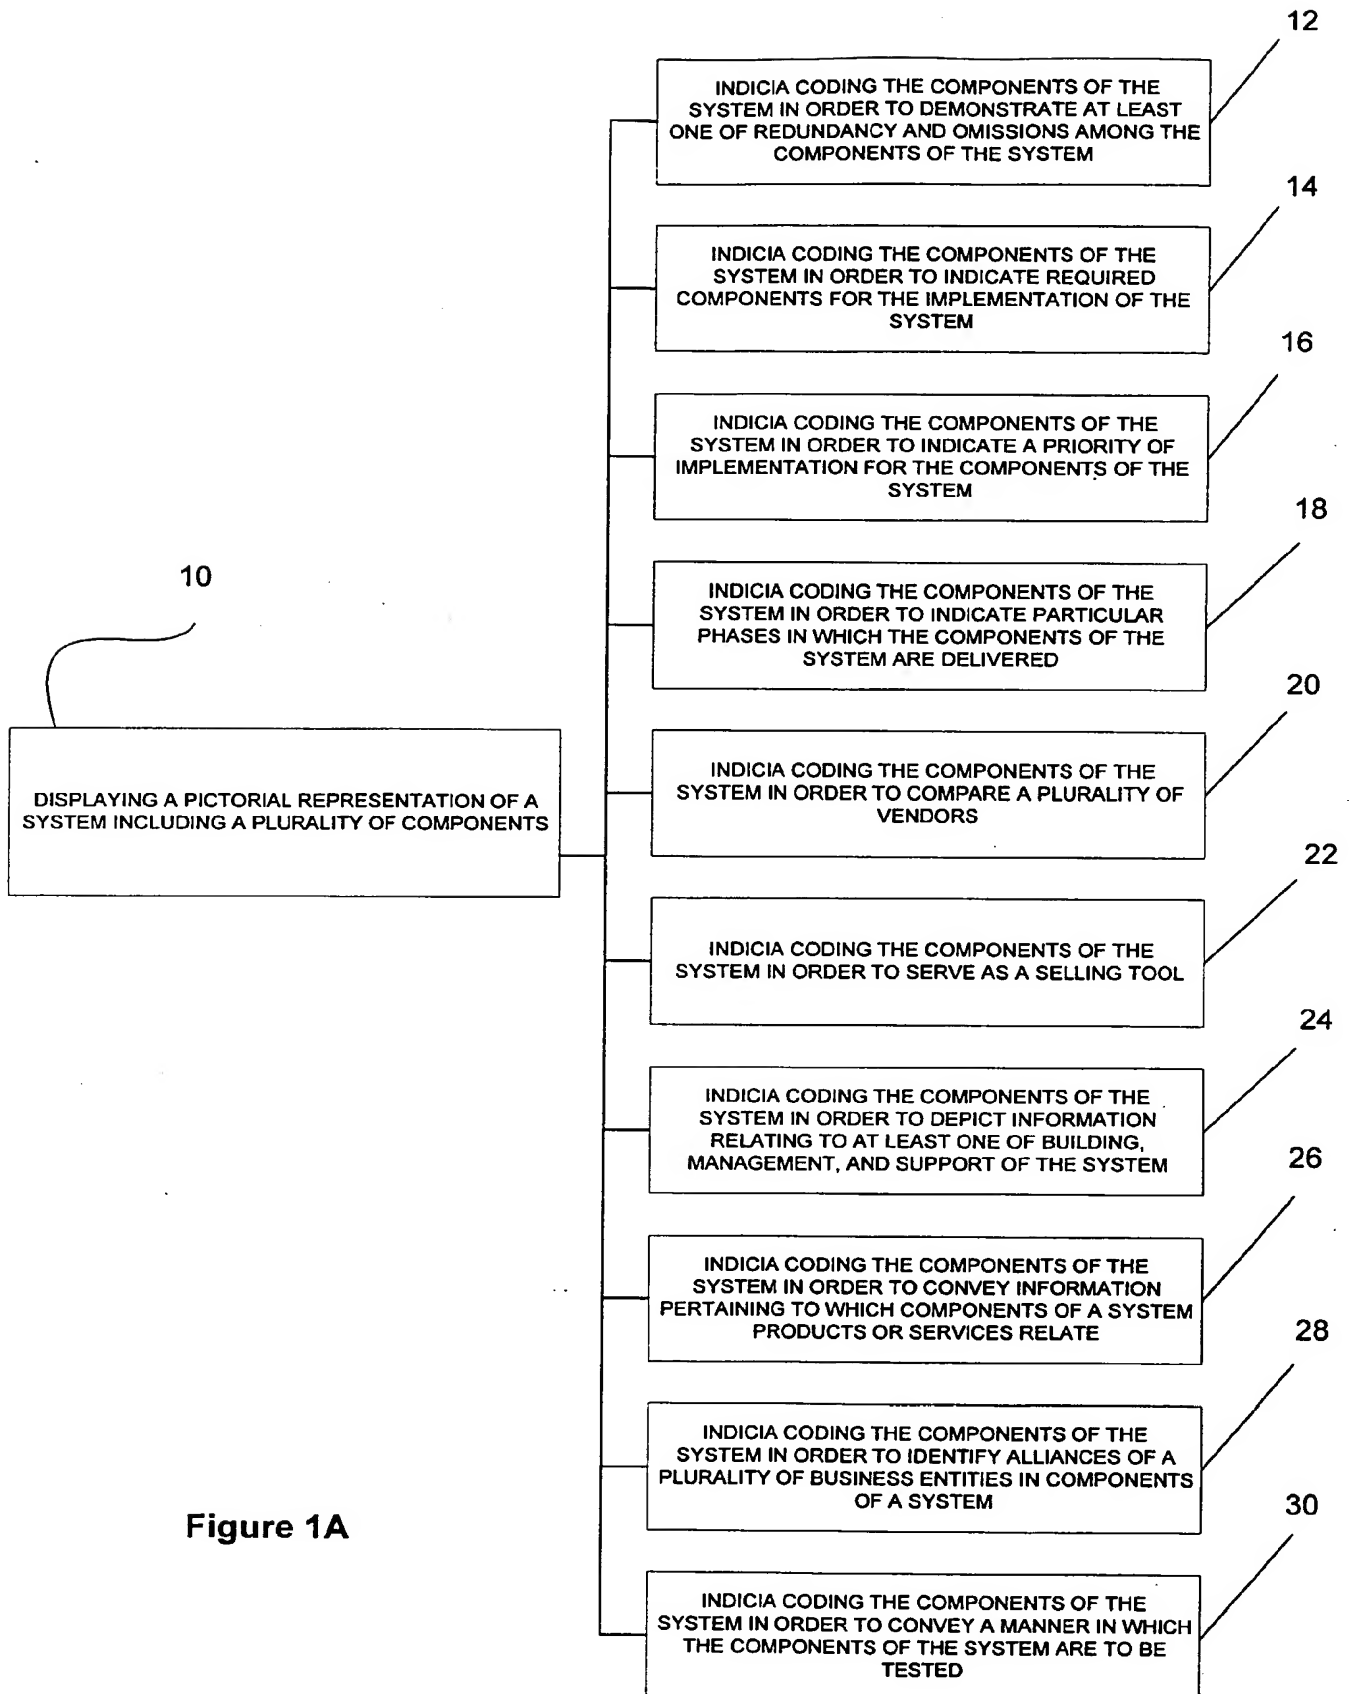 12
INDICIA CODING THE COMPONENTS OF THE
SYSTEM IN ORDER TO DEMONSTRATE AT LEAST
ONE OF REDUNDANCY AND OMISSIONS AMONG THE
COMPONENTS OF THE SYSTEM
14
INDICIA CODING THE COMPONENTS OF THE
SYSTEM IN ORDER TO INDICATE REQUIRED
COMPONENTS FOR THE IMPLEMENTATION OF THE
SYSTEM
16
INDICIA CODING THE COMPONENTS OF THE
SYSTEM IN ORDER TO INDICATE A PRIORITY OF
IMPLEMENTATION FOR THE COMPONENTS OF THE
SYSTEM
18
INDICIA CODING THE COMPONENTS OF THE
SYSTEM IN ORDER TO INDICATE PARTICULAR
PHASES IN WHICH THE COMPONENTS OF THE
SYSTEM ARE DELIVERED
10
DISPLAYING A PICTORIAL REPRESENTATION OF A
SYSTEM INCLUDING A PLURALITY OF COMPONENTS
20
INDICIA CODING THE COMPONENTS OF THE
SYSTEM IN ORDER TO COMPARE A PLURALITY OF
VENDORS
22
INDICIA CODING THE COMPONENTS OF THE
SYSTEM IN ORDER TO SERVE AS A SELLING TOOL
24
INDICIA CODING THE COMPONENTS OF THE
SYSTEM IN ORDER TO DEPICT INFORMATION
RELATING TO AT LEAST ONE OF BUILDING,
MANAGEMENT, AND SUPPORT OF THE SYSTEM
26
INDICIA CODING THE COMPONENTS OF THE
SYSTEM IN ORDER TO CONVEY INFORMATION
PERTAINING TO WHICH COMPONENTS OF A SYSTEM
PRODUCTS OR SERVICES RELATE
28
INDICIA CODING THE COMPONENTS OF THE
SYSTEM IN ORDER TO IDENTIFY ALLIANCES OF A
PLURALITY OF BUSINESS ENTITIES IN COMPONENTS
OF A SYSTEM
30
INDICIA CODING THE COMPONENTS OF THE
SYSTEM IN ORDER TO CONVEY A MANNER IN WHICH
THE COMPONENTS OF THE SYSTEM ARE TO BE
TESTED
Figure 1A